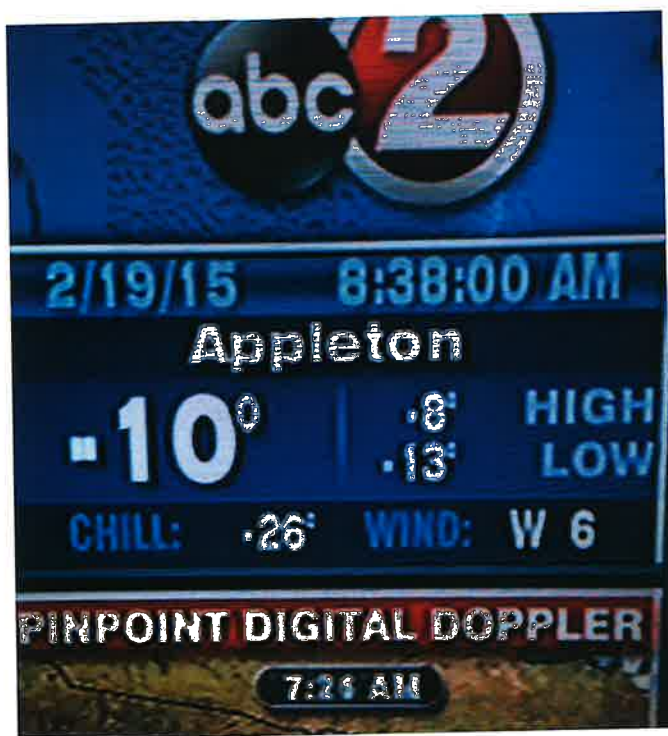 abc 2
2/19/15 8:38:00 AM
Appleton
-10° -8° HIGH
-13° LOW
CHILL: -26° WIND: W 6
PINPOINT DIGITAL DOPPLER
AM